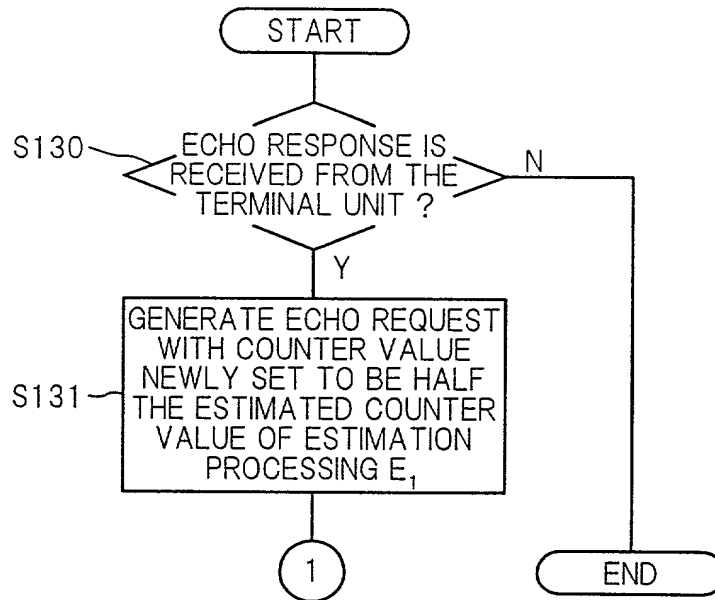 START
S130
ECHO RESPONSE IS
RECEIVED FROM THE
TERMINAL UNIT ?
N
Y
S131
GENERATE ECHO REQUEST
WITH COUNTER VALUE
NEWLY SET TO BE HALF
THE ESTIMATED COUNTER
VALUE OF ESTIMATION
PROCESSING E₁
1
END